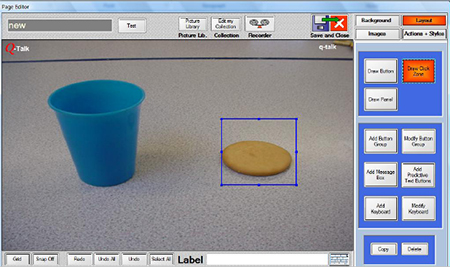 Page Editor
new
Test
Picture Library
Picture Lib.
Edit my Collection
Collection
Recorder
Save and Close
Background
Layout
Images
Actions + Styles
Q-Talk
q-talk
Draw Button
Draw Click Zone
Draw Panel
Add Button Group
Modify Button Group
Add Message Box
Add Predictive Text Buttons
Add Keyboard
Modify Keyboard
Copy
Delete
Grid
Snap Off
Redo
Undo All
Undo
Select All
Label